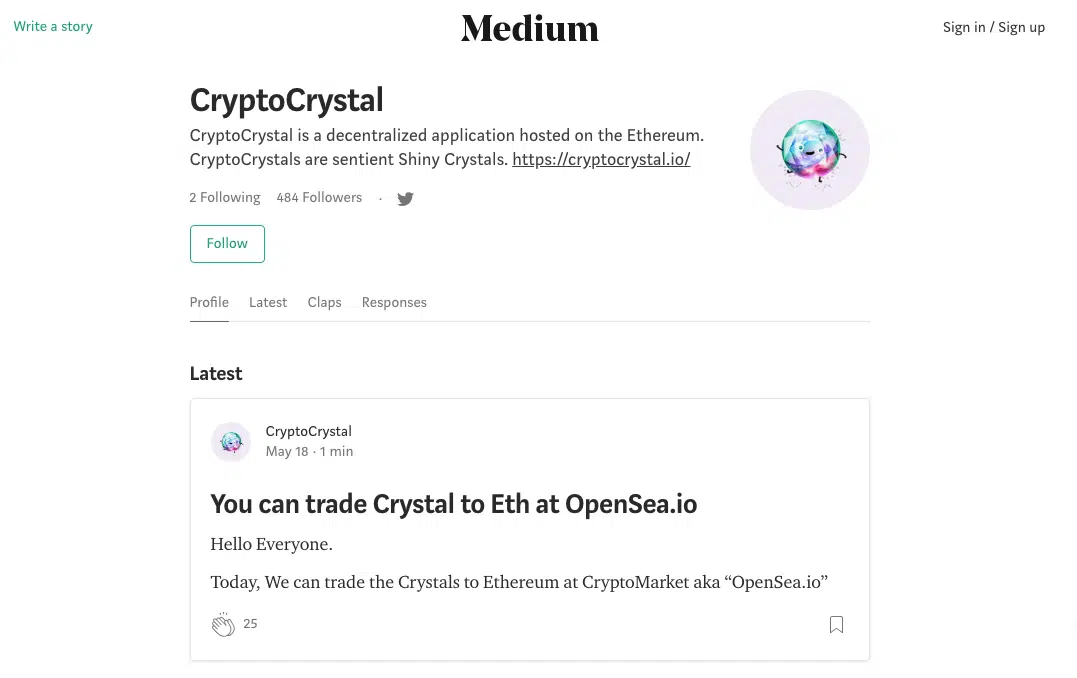 Write a story
Medium
Sign in / Sign up
CryptoCrystal
CryptoCrystal is a decentralized application hosted on the Ethereum.
CryptoCrystals are sentient Shiny Crystals. https://cryptocrystal.io/
2 Following 484 Followers ·
Follow
Profile Latest Claps Responses
Latest
CryptoCrystal
May 18 · 1 min
You can trade Crystal to Eth at OpenSea.io
Hello Everyone.
Today, We can trade the Crystals to Ethereum at CryptoMarket aka “OpenSea.io”
25